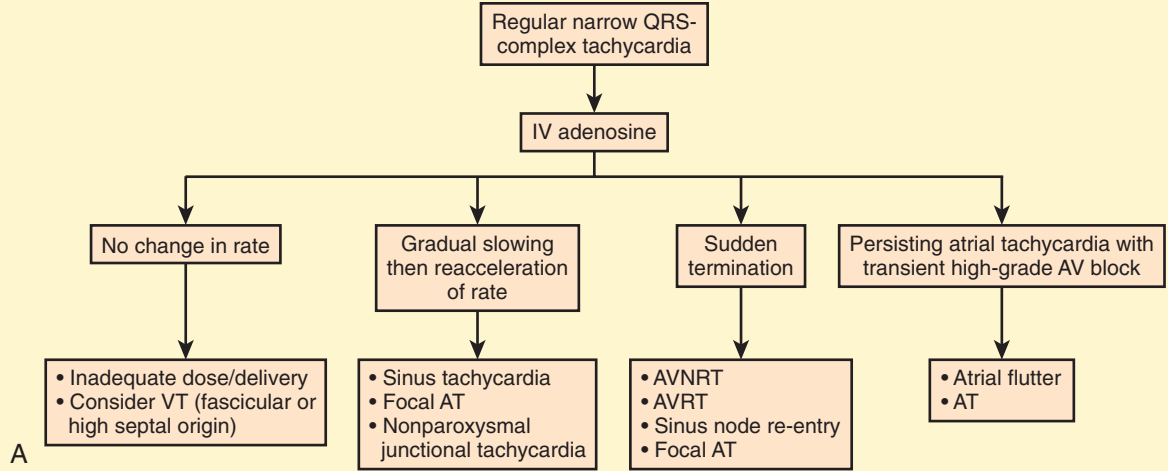 Regular narrow QRS-
complex tachycardia
IV adenosine
No change in rate
Gradual slowing
then reacceleration
of rate
Sudden
termination
Persisting atrial tachycardia with
transient high-grade AV block
• Inadequate dose/delivery
• Consider VT (fascicular or
high septal origin)
• Sinus tachycardia
• Focal AT
• Nonparoxysmal
junctional tachycardia
• AVNRT
• AVRT
• Sinus node re-entry
• Focal AT
• Atrial flutter
• AT
A